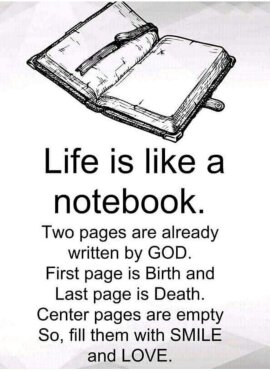 Life is like a
notebook.
Two pages are already
written by GOD.
First page is Birth and
Last page is Death.
Center pages are empty
So, fill them with SMILE
and LOVE.